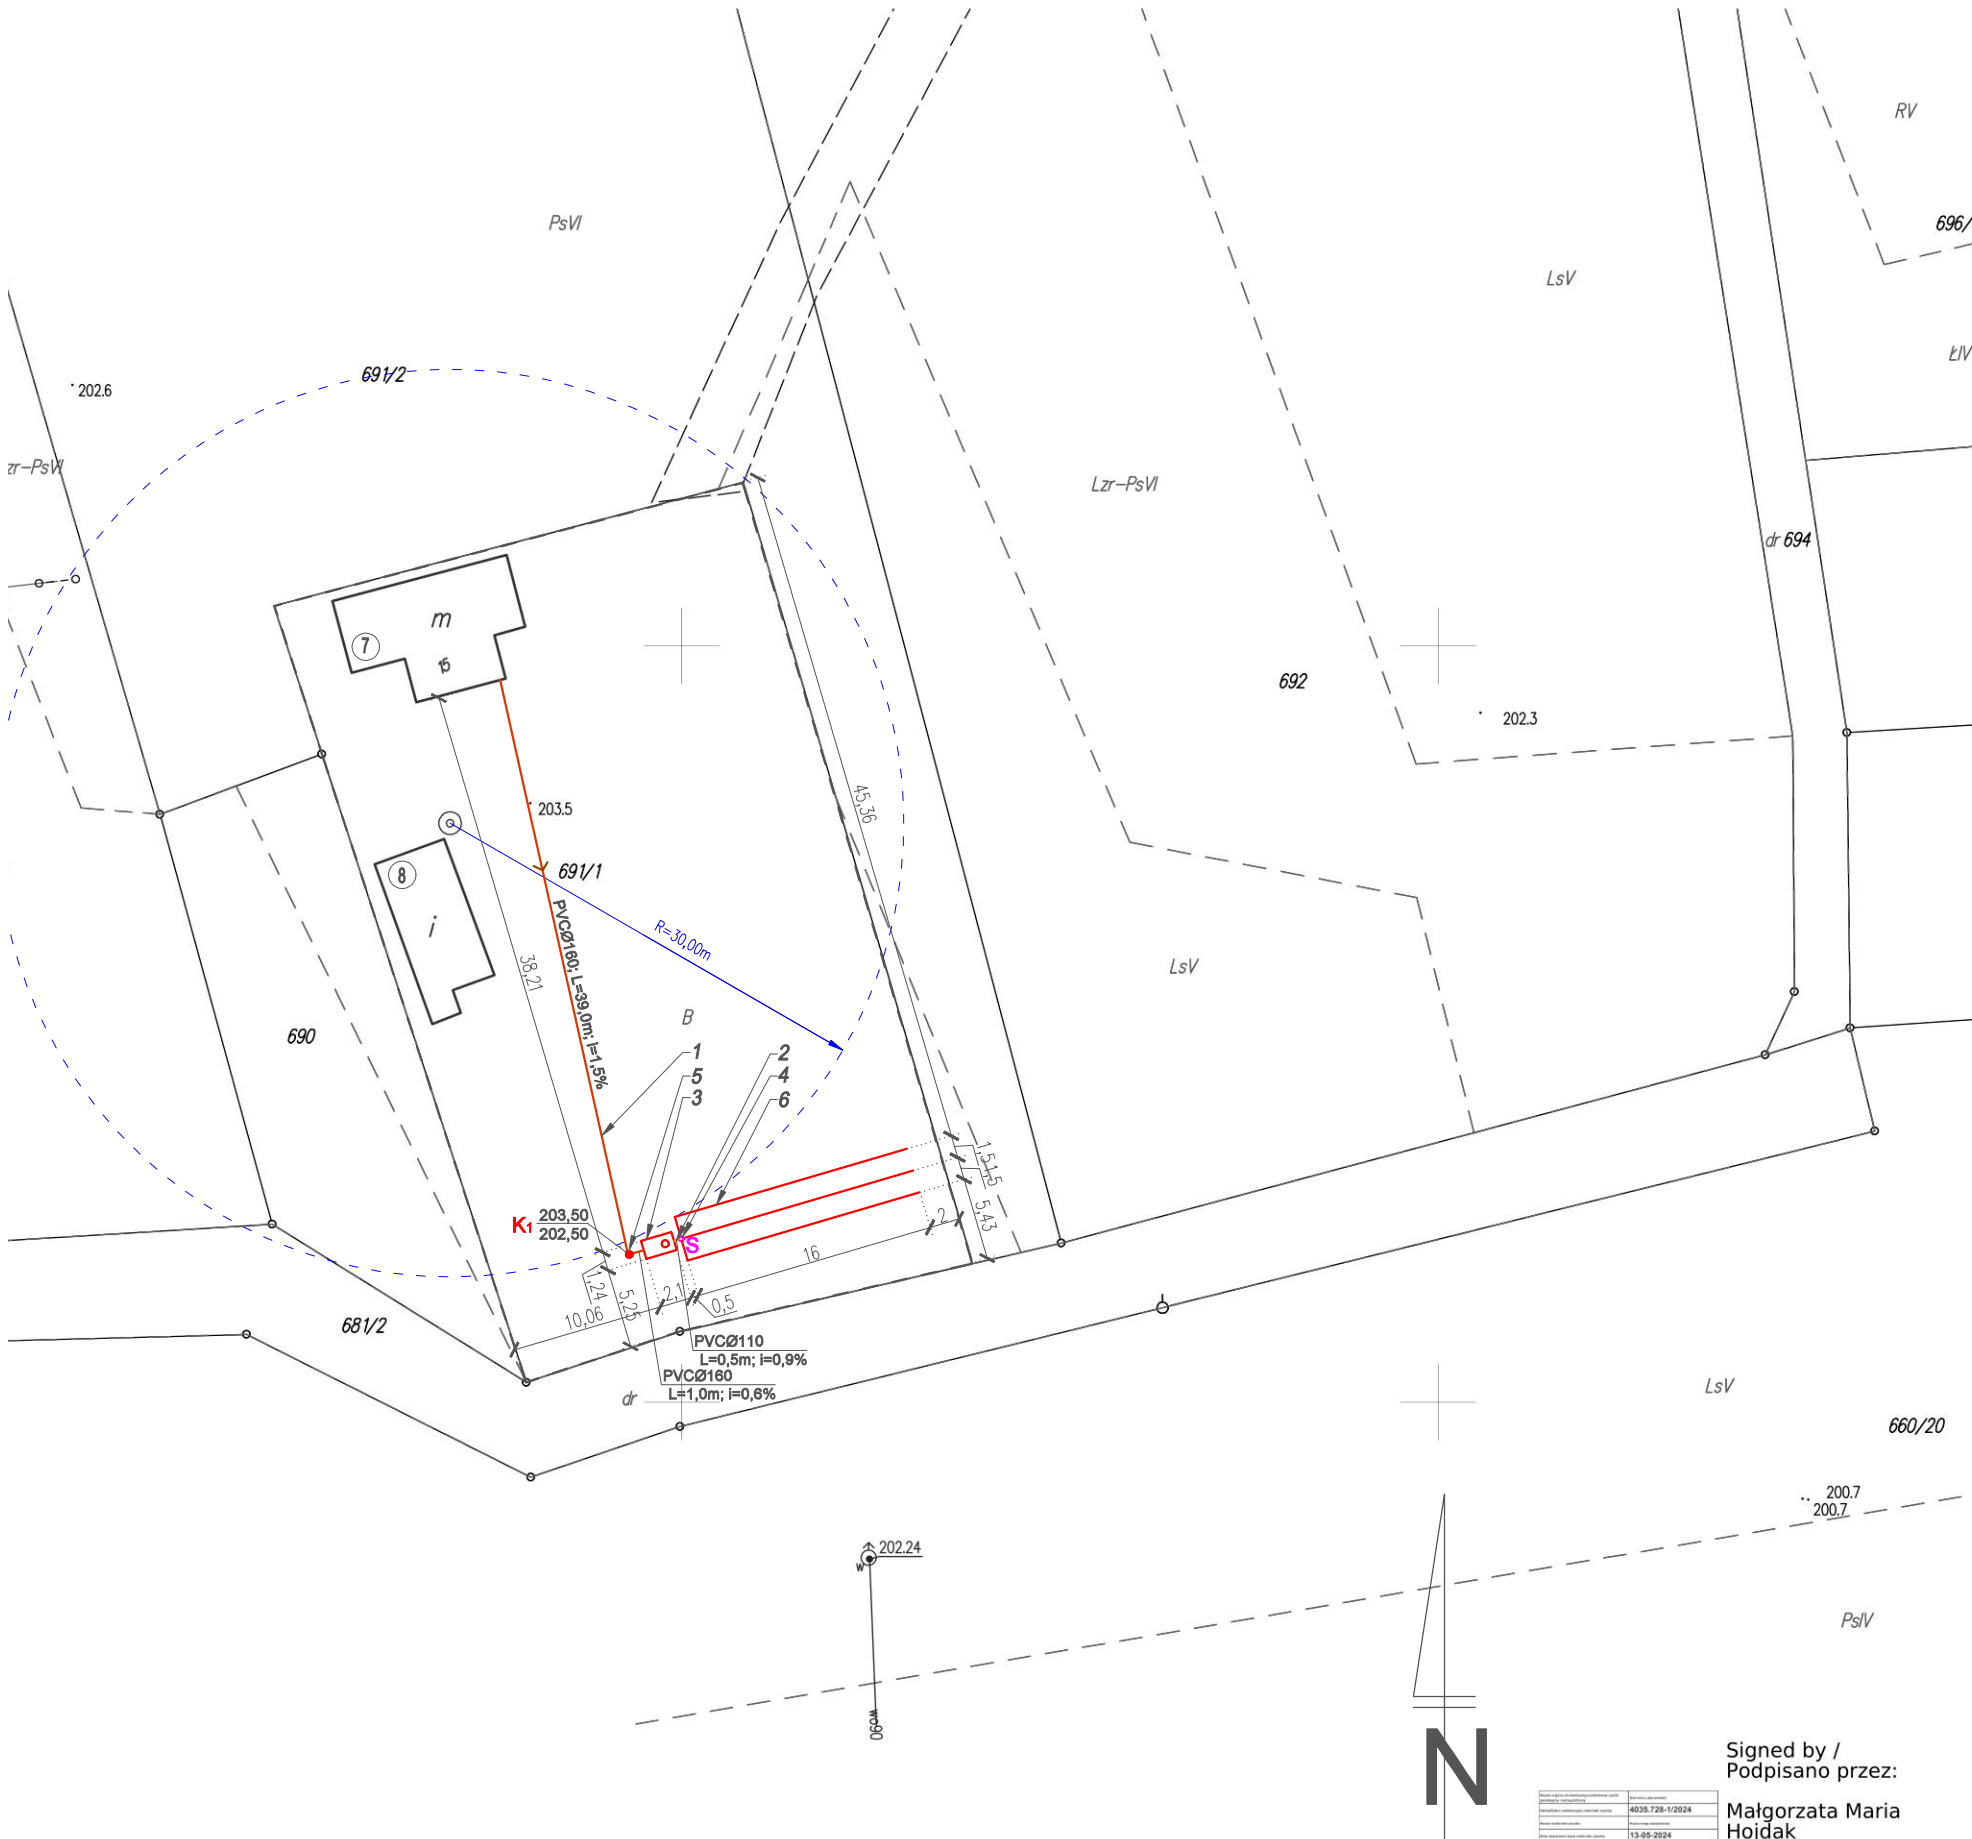 RV
PsVI
696/
LsV
ŁIV
691/2
202.6
zr-PsVI
Lzr-PsVI
dr 694
m
7
15
692
202.3
45,36
203.5
691/1
8
i
PVCØ160; L=39,0m; i=1,5%
R=30,00m
38,21
LsV
B
690
1
2
5
4
3
6
1,5
1,5
K1 203,50
202,50
S
2
5,43
16
1,24
5,25
2,1
0,5
10,06
681/2
PVCØ110
L=0,5m; i=0,9%
PVCØ160
L=1,0m; i=0,6%
dr
LsV
660/20
200.7
200.7
202.24
w
PsIV
wo90
N
Signed by /
Podpisano przez:
4035.728-1/2024
Małgorzata Maria
13-05-2024
Hojdak